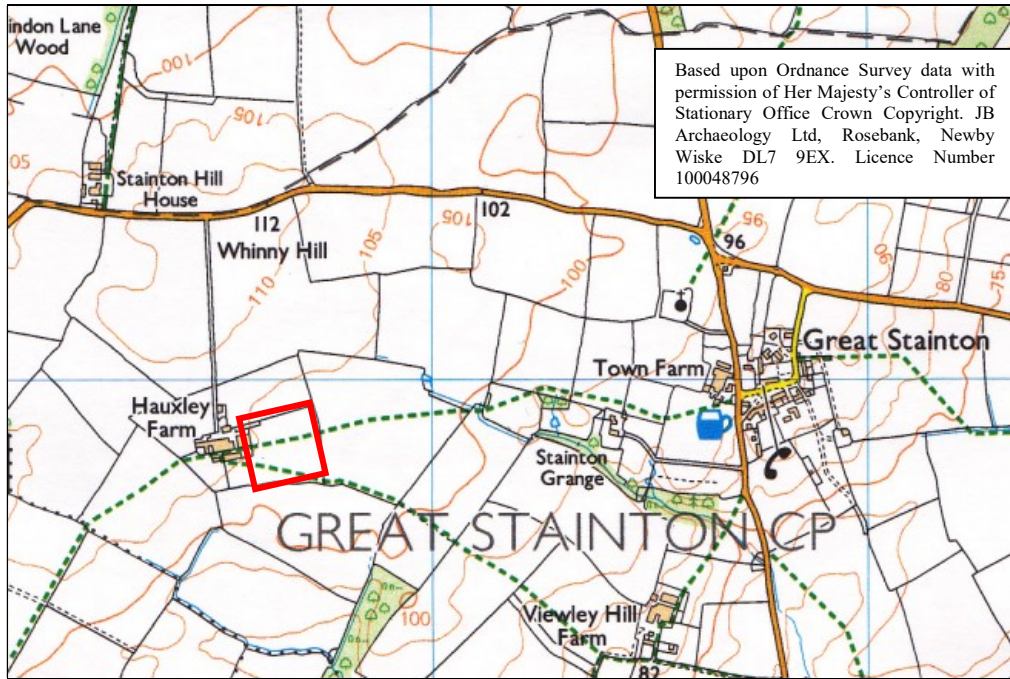 indon Lane
Wood
100
105
05
Stainton Hill
House
112
Whinny Hill
102
105
105
110
100
Based upon Ordnance Survey data with
permission of Her Majesty's Controller of
Stationary Office Crown Copyright. JB
Archaeology Ltd, Rosebank, Newby
Wiske DL7 9EX. Licence Number
100048796
95
96
90
80
75
Great Stainton
Town Farm
Hauxley
Farm
Stainton
Grange
GREAT STAINTON CP
100
Viewley Hill
Farm
82